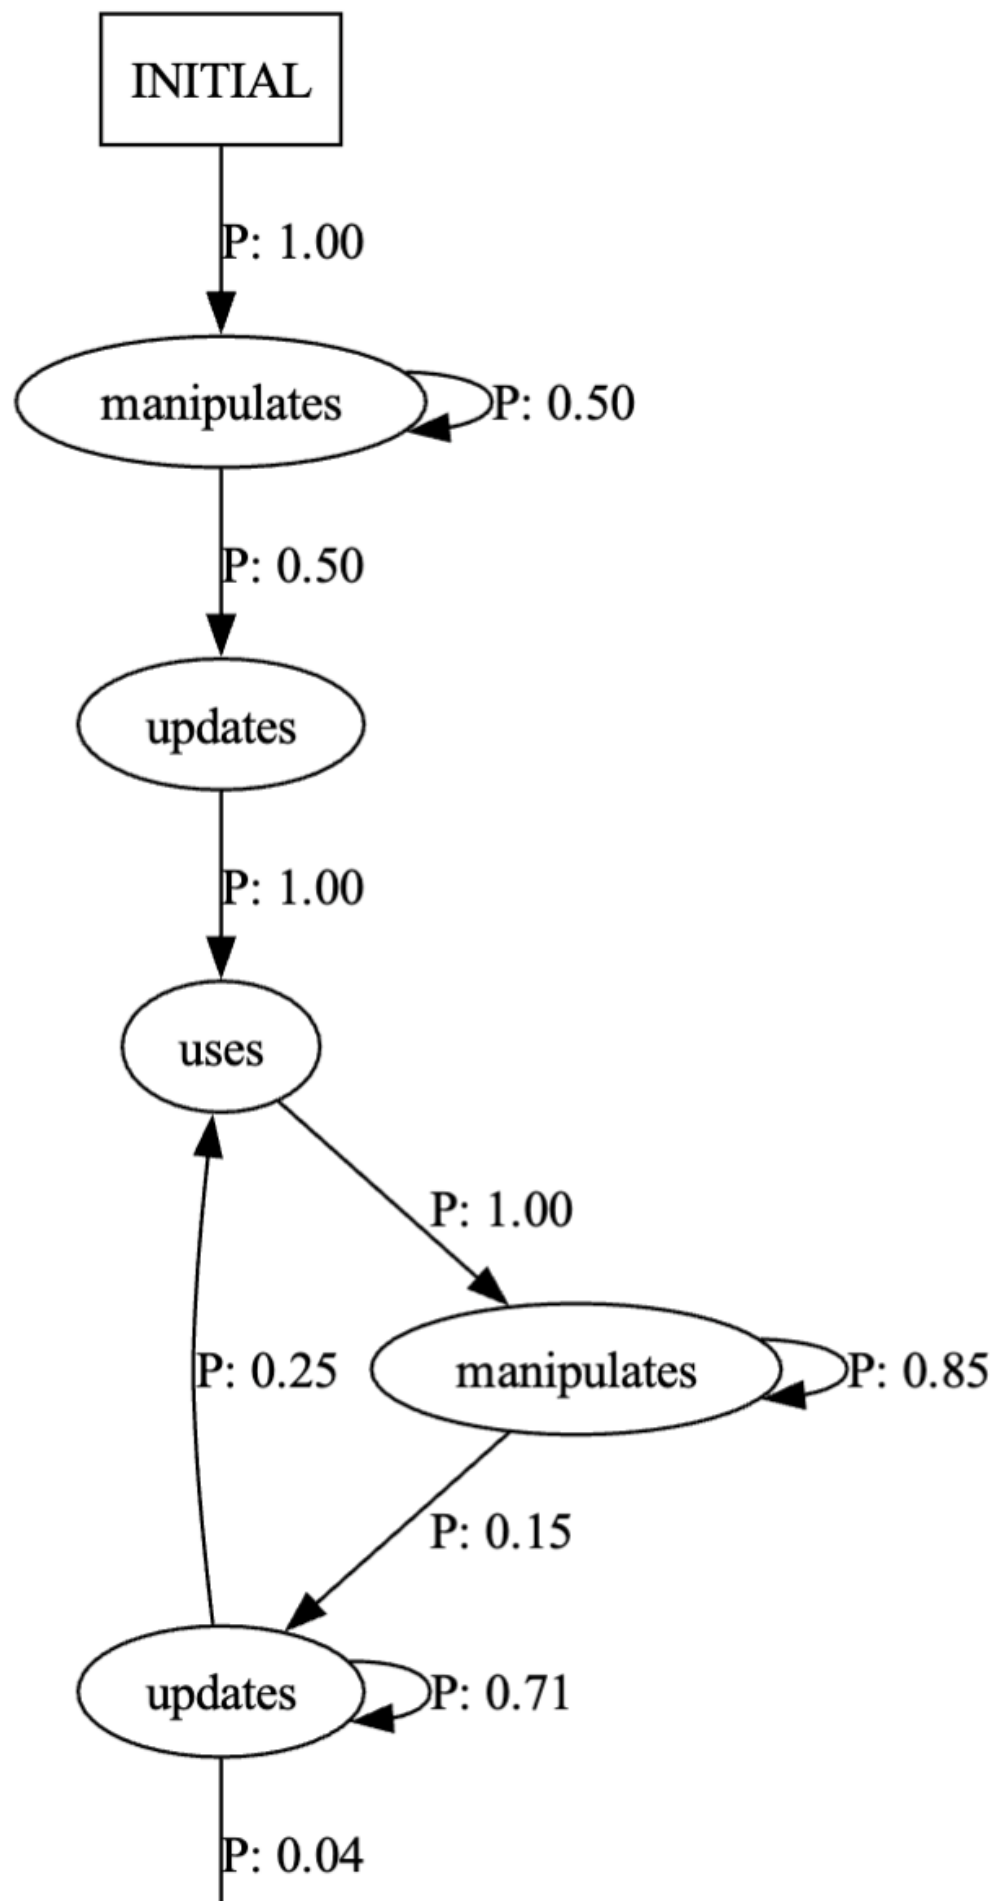 INITIAL
P: 1.00
manipulates
P: 0.50
P: 0.50
updates
P: 1.00
uses
P: 1.00
P: 0.25
manipulates
P: 0.85
P: 0.15
updates
P: 0.71
P: 0.04